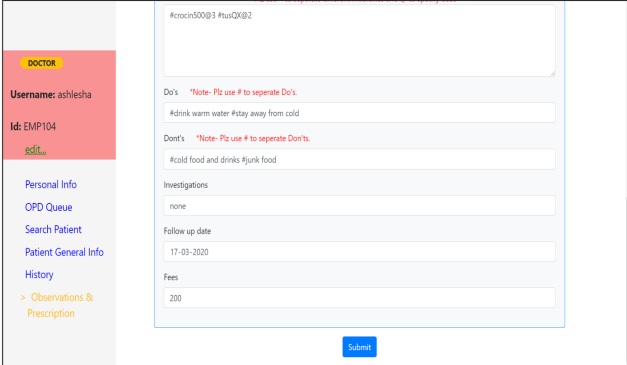 #crocin500@3 #tusQX@2
DOCTOR
Username: ashlesha
Id: EMP104
edit...
Personal Info
OPD Queue
Search Patient
Patient General Info
History
> Observations &
Prescription
Do's *Note- Plz use # to seperate Do's.
#drink warm water #stay away from cold
Dont's *Note- Plz use # to seperate Don'ts.
#cold food and drinks #junk food
Investigations
none
Follow up date
17-03-2020
Fees
200
Submit